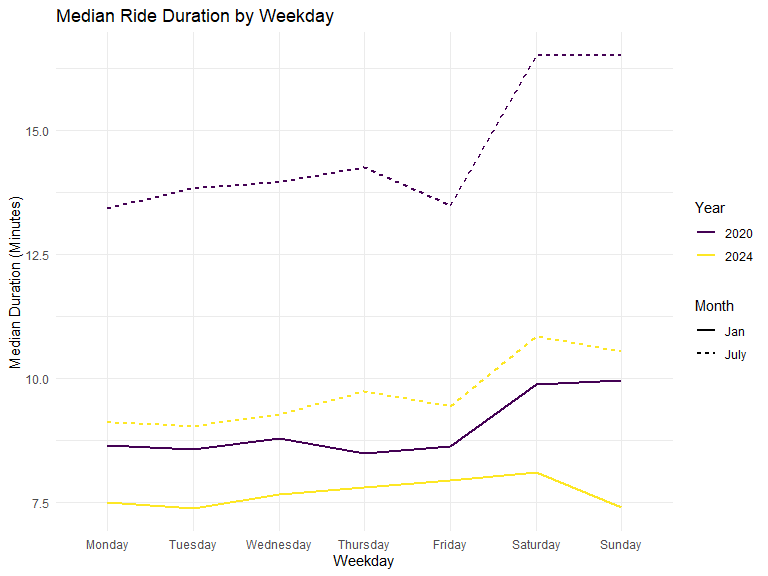 Median Ride Duration by Weekday
Median Duration (Minutes)
15.0
12.5
10.0
7.5
Monday Tuesday Wednesday Thursday Friday Saturday Sunday
Weekday
Year
2020
2024
Month
Jan
July